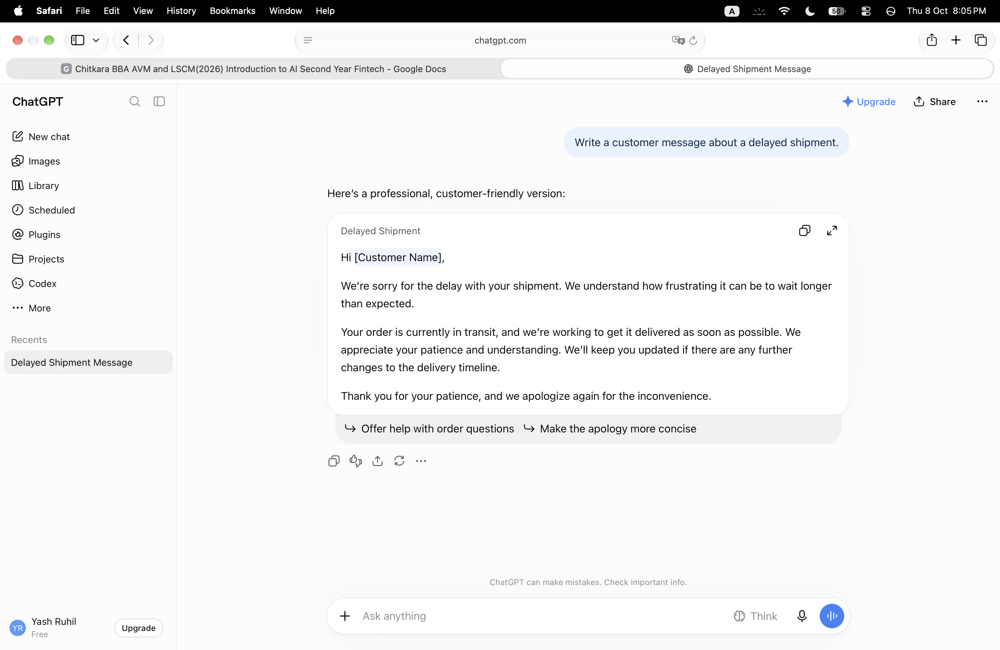 Safari File Edit View History Bookmarks Window Help A 50 Thu 8 Oct 8:05 PM
chatgpt.com
G Chitkara BBA AVM and LSCM(2026) Introduction to AI Second Year Fintech - Google Docs
Delayed Shipment Message
ChatGPT
New chat
Images
Library
Scheduled
Plugins
Projects
Codex
More
Recents
Delayed Shipment Message
YR Yash Ruhil
Free
Upgrade
Upgrade Share
Write a customer message about a delayed shipment.
Here’s a professional, customer-friendly version:
Delayed Shipment
Hi [Customer Name],
We’re sorry for the delay with your shipment. We understand how frustrating it can be to wait longer
than expected.
Your order is currently in transit, and we’re working to get it delivered as soon as possible. We
appreciate your patience and understanding. We’ll keep you updated if there are any further
changes to the delivery timeline.
Thank you for your patience, and we apologize again for the inconvenience.
Offer help with order questions Make the apology more concise
ChatGPT can make mistakes. Check important info.
Ask anything Think